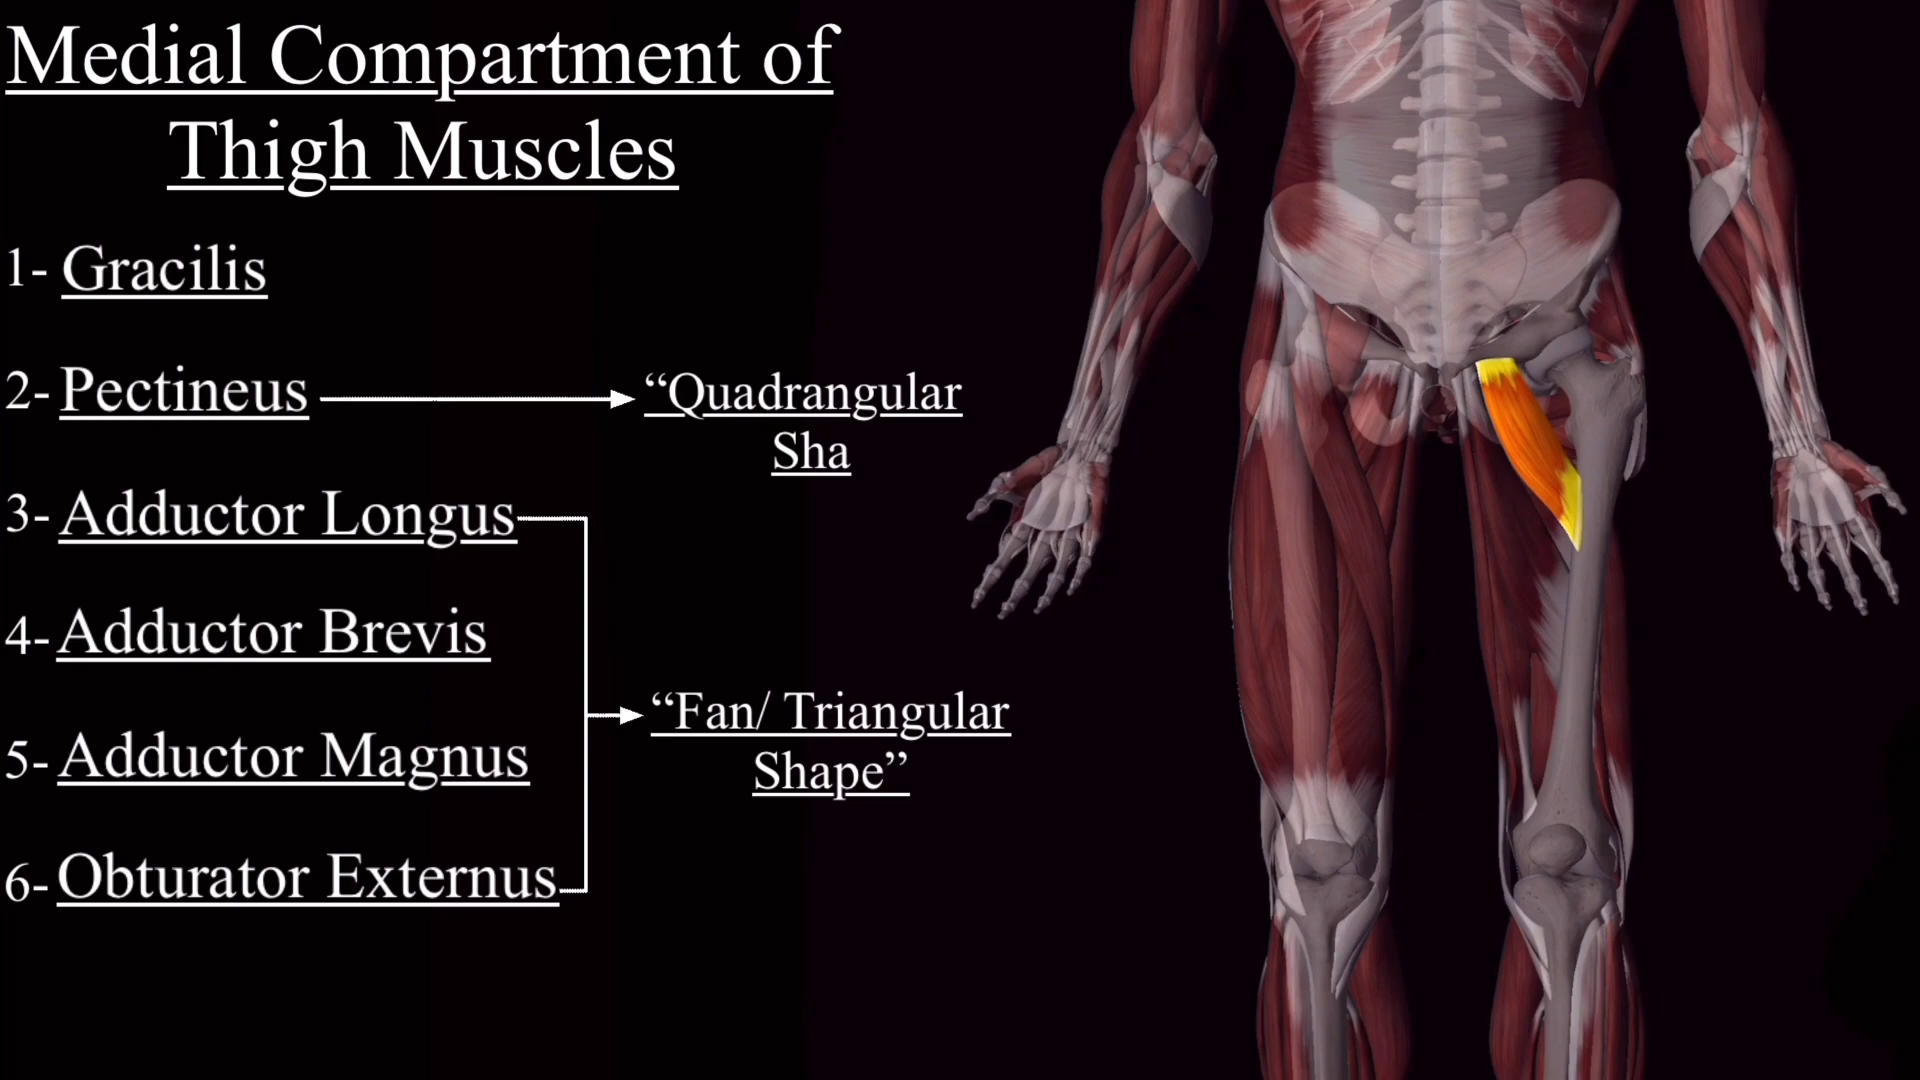 Medial Compartment of
Thigh Muscles
1- Gracilis
2- Pectineus
“Quadrangular
Sha
3- Adductor Longus
4- Adductor Brevis
“Fan/ Triangular
Shape”
5- Adductor Magnus
6- Obturator Externus